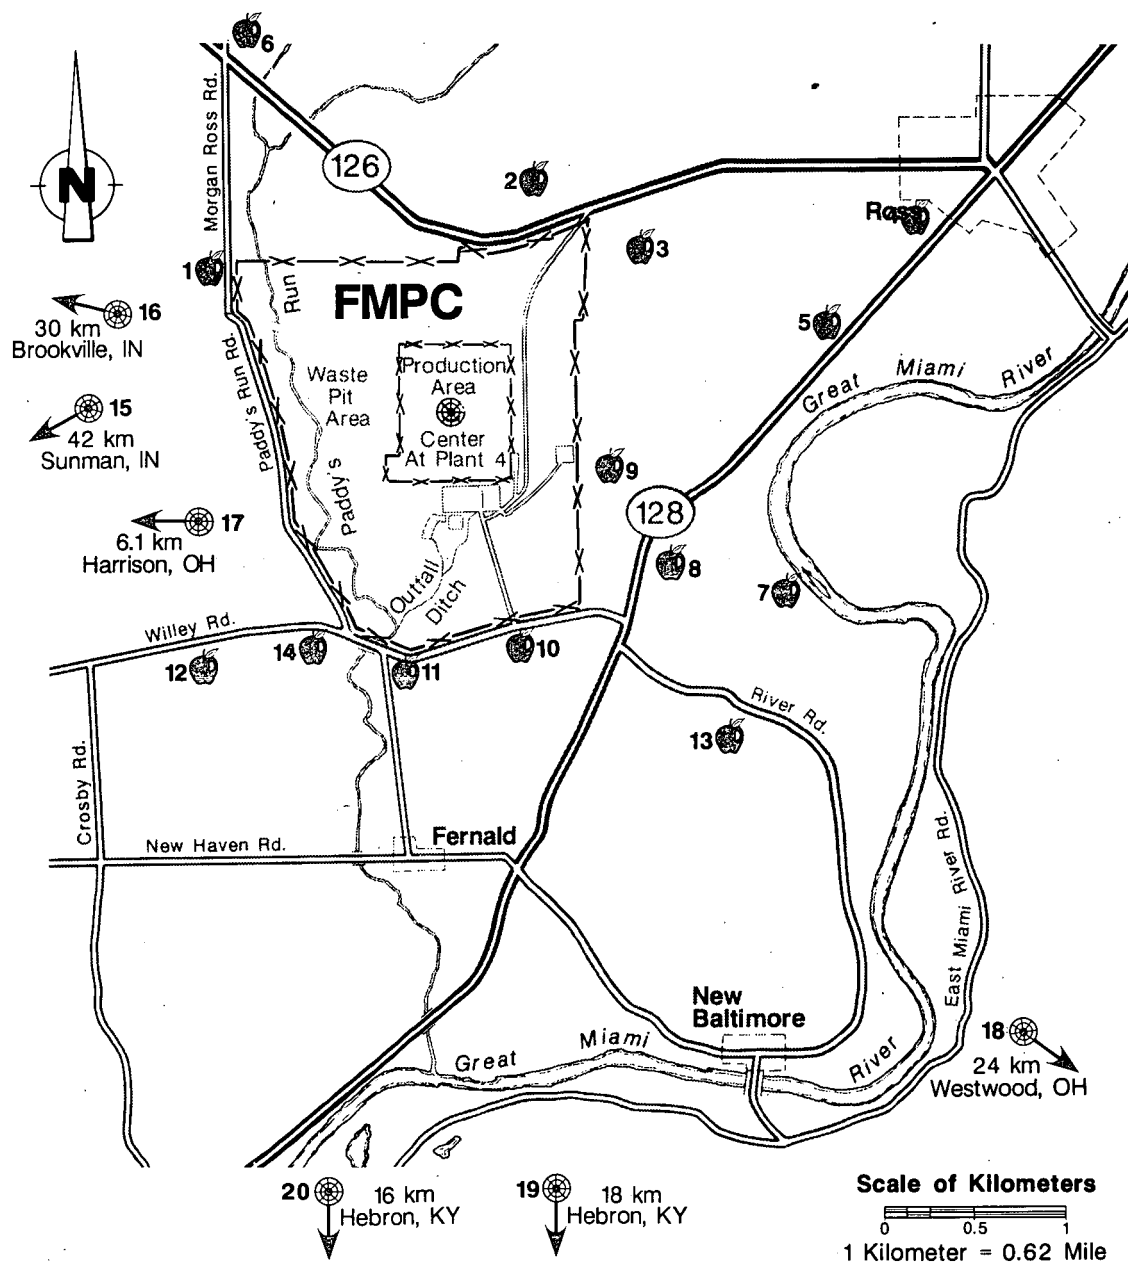 6
Morgan Ross Rd.
126
2
Ross
4
N
1
Run
3
FMPC
16
30 km
Brookville, IN
5
Great Miami River
Paddy's Run Rd.
Waste
Pit
Area
Production
Area
Center
At Plant 4
15
42 km
Sunman, IN
Paddy's
9
128
17
6.1 km
Harrison, OH
8
7
Outfall
Ditch
Willey Rd.
14
12
11
10
River Rd.
13
Crosby Rd.
Fernald
New Haven Rd.
East Miami River Rd.
New
Baltimore
Great Miami River
18
24 km
Westwood, OH
20
16 km
Hebron, KY
19
18 km
Hebron, KY
Scale of Kilometers
0 0.5 1
1 Kilometer = 0.62 Mile